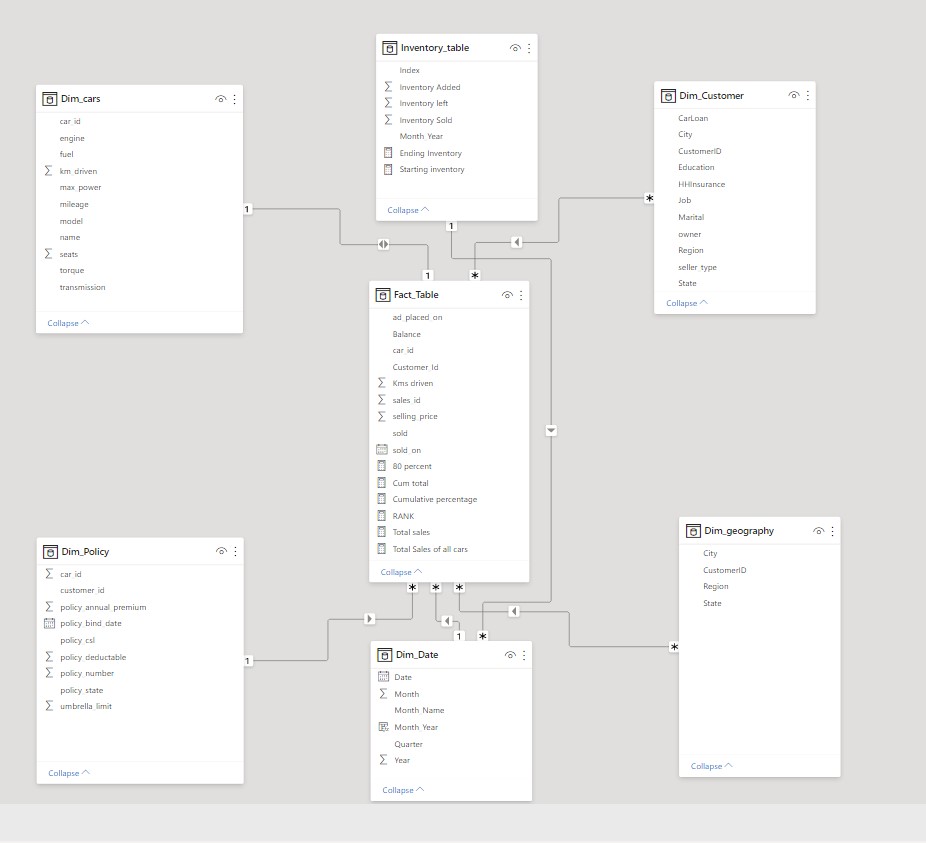 Inventory_table
Index
Inventory Added
Inventory left
Inventory Sold
Month Year
Ending Inventory
Starting inventory
Collapse
Dim_cars
car_id
engine
fuel
km_driven
max_power
mileage
model
name
seats
torque
transmission
Collapse
Dim_Customer
CarLoan
City
CustomerID
Education
HHInsurance
Job
Marital
owner
Region
seller_type
State
Collapse
1
*
1
1
*
Fact_Table
ad_placed_on
Balance
car_id
Customer_Id
Kms driven
sales_id
selling_price
sold
sold_on
80 percent
Cum total
Cumulative percentage
RANK
Total sales
Total Sales of all cars
Collapse
* * *
Dim_Policy
car_id
customer_id
policy_annual_premium
policy_bind_date
policy_csl
policy_deductable
policy_number
policy_state
umbrella_limit
Collapse
1
1
*
*
Dim_Date
Date
Month
Month Name
Month Year
Quarter
Year
Collapse
Dim_geography
City
CustomerID
Region
State
Collapse